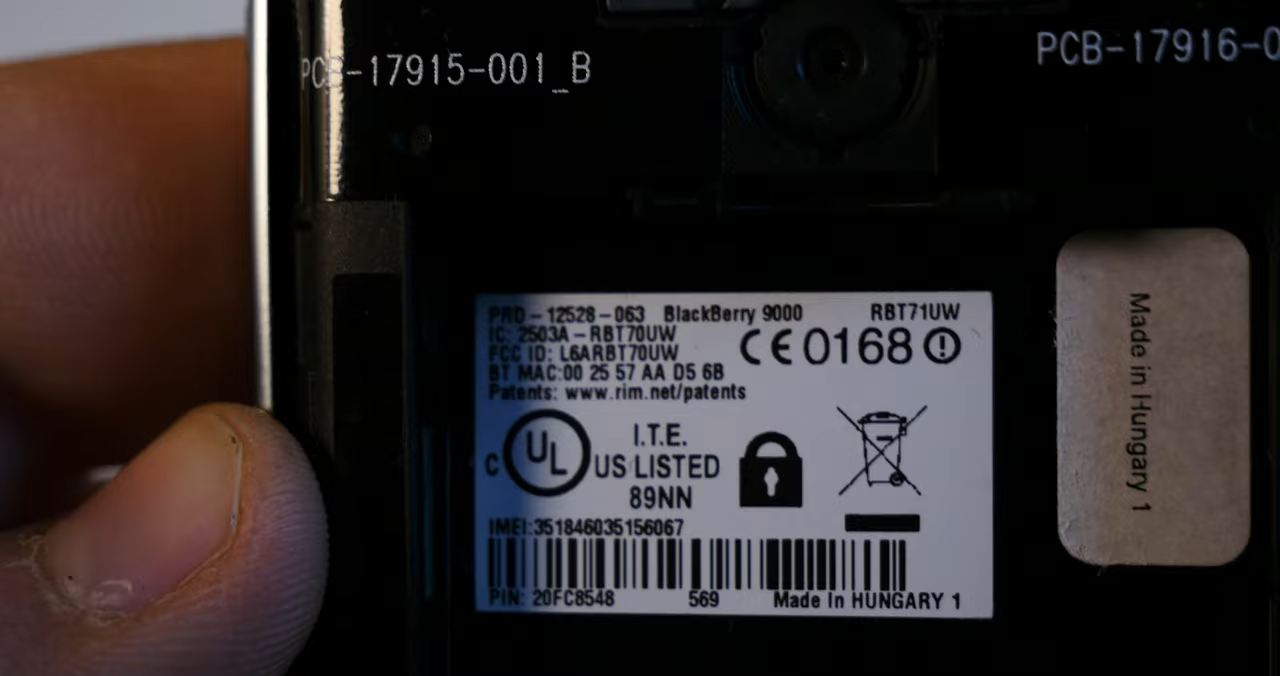 PCB-17915-001_B
PCB-17916-0
PRD-12528-063 BlackBerry 9000 RBT71UW
IC: 2503A-RBT70UW
FCC ID: L6ARBT70UW
CE0168
BT MAC:00 25 57 AA D5 6B
Patents: www.rim.net/patents
C UL US
I.T.E.
LISTED
89NN
IMEI:351846035156067
PIN: 20FC8548 569 Made In HUNGARY 1
Made in Hungary 1